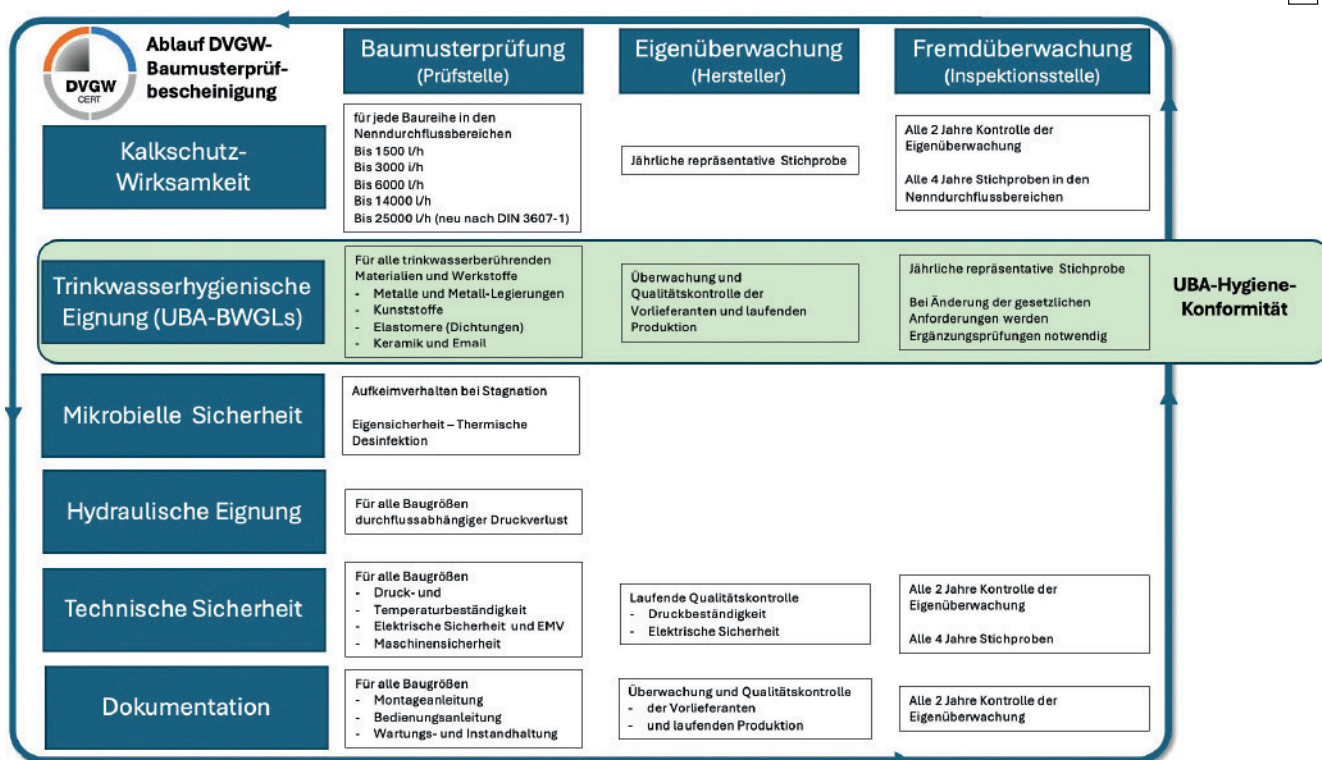 DVGW
CERT
Ablauf DVGW-
Baumusterprüf-
bescheinigung
Baumusterprüfung
(Prüfstelle)
Eigenüberwachung
(Hersteller)
Fremdüberwachung
(Inspektionsstelle)
Kalkschutz-
Wirksamkeit
für jede Baureihe in den
Nenndurchflussbereichen
Bis 1500 l/h
Bis 3000 i/h
Bis 6000 l/h
Bis 14000 l/h
Bis 25000 l/h (neu nach DIN 3607-1)
Jährliche repräsentative Stichprobe
Alle 2 Jahre Kontrolle der
Eigenüberwachung
Alle 4 Jahre Stichproben in den
Nenndurchflussbereichen
Trinkwasserhygienische
Eignung (UBA-BWGLs)
Für alle trinkwasserberührenden
Materialien und Werkstoffe
- Metalle und Metall-Legierungen
- Kunststoffe
- Elastomere (Dichtungen)
- Keramik und Email
Überwachung und
Qualitätskontrolle der
Vorlieferanten und laufenden
Produktion
Jährliche repräsentative Stichprobe
Bei Änderung der gesetzlichen
Anforderungen werden
Ergänzungsprüfungen notwendig
UBA-Hygiene-
Konformität
Mikrobielle Sicherheit
Aufkeimverhalten bei Stagnation
Eigensicherheit – Thermische
Desinfektion
Hydraulische Eignung
Für alle Baugrößen
durchflussabhängiger Druckverlust
Technische Sicherheit
Für alle Baugrößen
- Druck- und
- Temperaturbeständigkeit
- Elektrische Sicherheit und EMV
- Maschinensicherheit
Laufende Qualitätskontrolle
- Druckbeständigkeit
- Elektrische Sicherheit
Alle 2 Jahre Kontrolle der
Eigenüberwachung
Alle 4 Jahre Stichproben
Dokumentation
Für alle Baugrößen
- Montageanleitung
- Bedienungsanleitung
- Wartungs- und Instandhaltung
Überwachung und Qualitätskontrolle
- der Vorlieferanten
- und laufenden Produktion
Alle 2 Jahre Kontrolle der
Eigenüberwachung